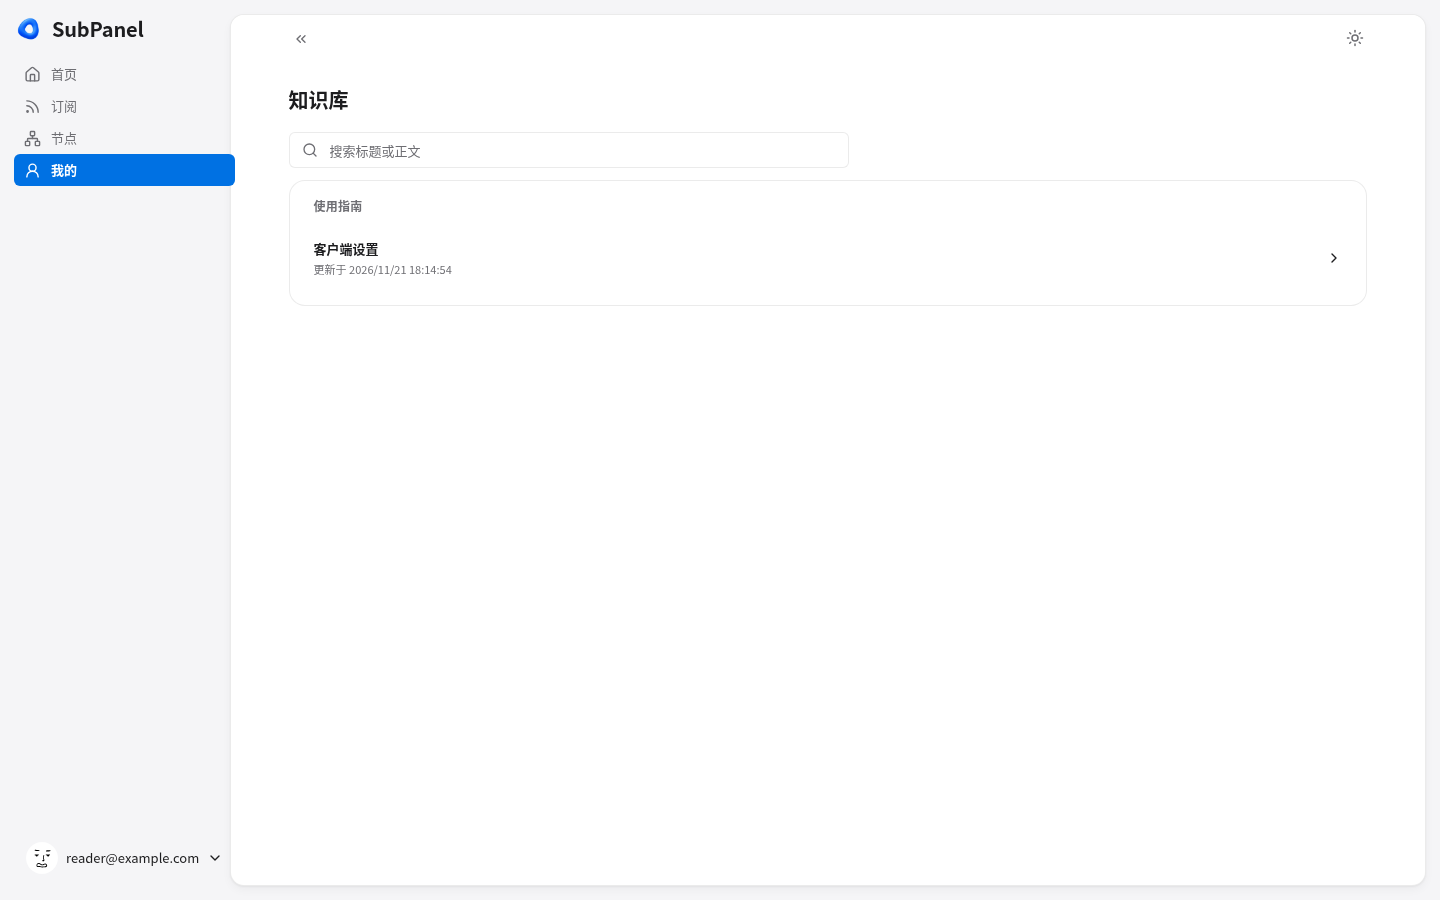 SubPanel
首页
订阅
节点
我的
知识库
搜索标题或正文
使用指南
客户端设置
更新于 2026/11/21 18:14:54
reader@example.com